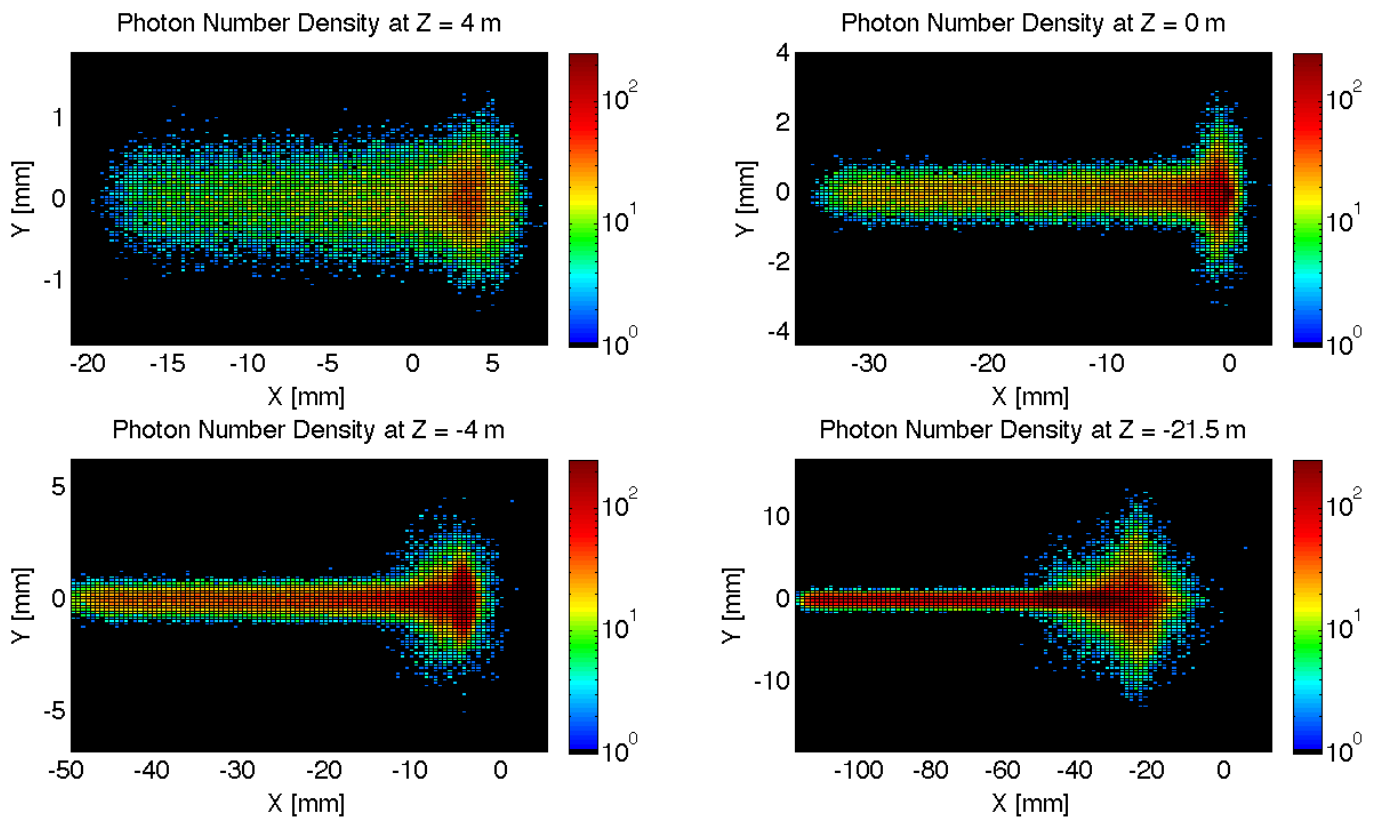 Photon Number Density at Z = 4 m
Y [mm]
1
0
-1
-20 -15 -10 -5 0 5
X [mm]
10^2
10^1
10^0
Photon Number Density at Z = 0 m
Y [mm]
4
2
0
-2
-4
-30 -20 -10 0
X [mm]
10^2
10^1
10^0
Photon Number Density at Z = -4 m
Y [mm]
5
0
-5
-50 -40 -30 -20 -10 0
X [mm]
10^2
10^1
10^0
Photon Number Density at Z = -21.5 m
Y [mm]
10
0
-10
-100 -80 -60 -40 -20 0
X [mm]
10^2
10^1
10^0